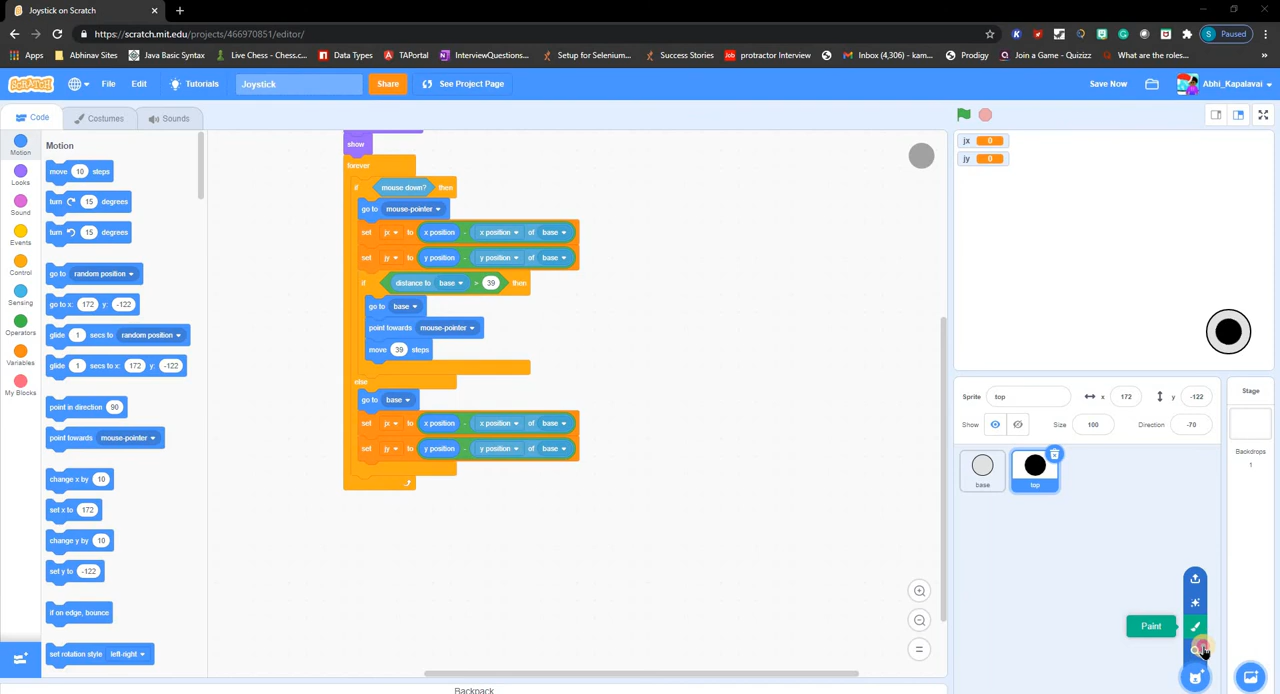 Joystick on Scratch
https://scratch.mit.edu/projects/466970851/editor/
Paused
Apps Abhinav Sites Java Basic Syntax Live Chess - Chess.c... Data Types TAPortal InterviewQuestions... Setup for Selenium... Success Stories protractor Interview Inbox (4,306) - kam... Prodigy Join a Game - Quizizz What are the roles...
SCRATCH File Edit Tutorials Joystick Share See Project Page Save Now Abhi_Kapalavai
Code Costumes Sounds
Motion
Looks
Sound
Events
Control
Sensing
Operators
Variables
My Blocks
Motion
move 10 steps
turn 15 degrees
turn 15 degrees
go to random position
go to x: 172 y: -122
glide 1 secs to random position
glide 1 secs to x: 172 y: -122
point in direction 90
point towards mouse-pointer
change x by 10
set x to 172
change y by 10
set y to -122
if on edge, bounce
set rotation style left-right
show
forever
if mouse down? then
go to mouse-pointer
set jx to x position - x position of base
set jy to y position - y position of base
if distance to base > 39 then
go to base
point towards mouse-pointer
move 39 steps
else
go to base
set jx to x position - x position of base
set jy to y position - y position of base
jx 0
jy 0
Sprite top x 172 y -122
Show Size 100 Direction -70
base
top
Paint
Stage
Backdrops
1
Backpack